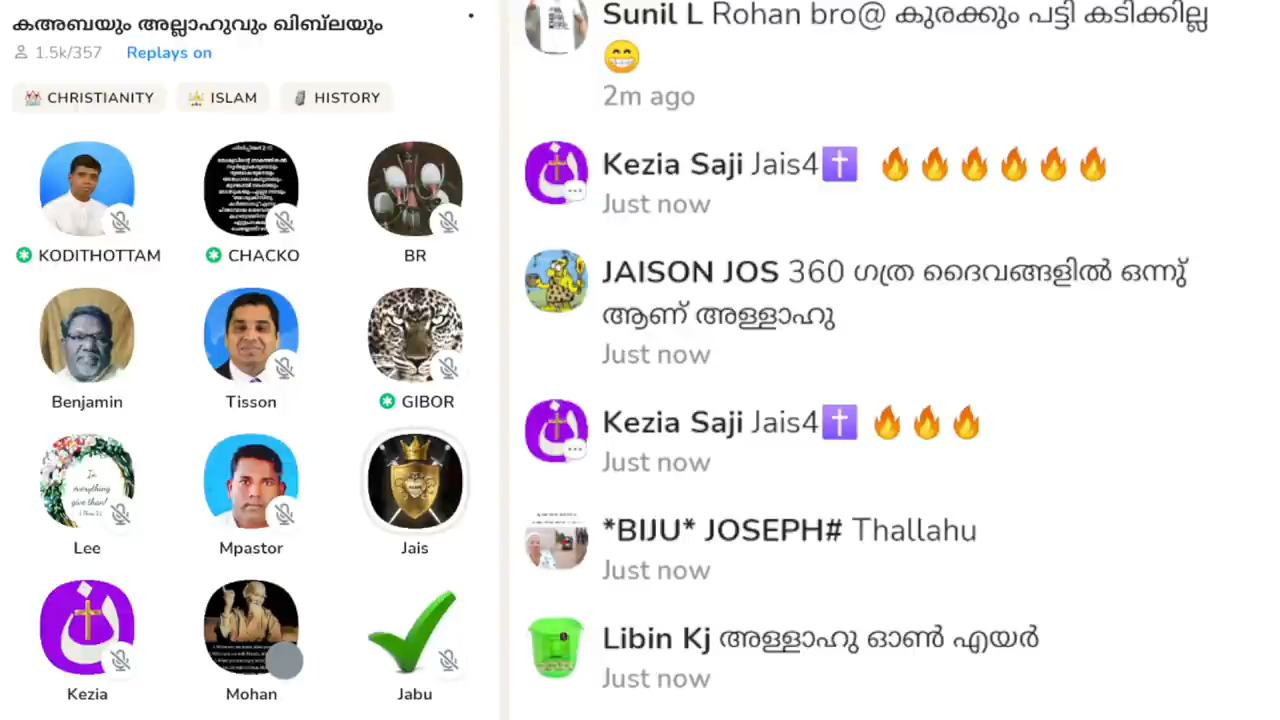 കഅബയും അല്ലാഹുവും ഖിബ്ലയും
1.5k/357 Replays on
CHRISTIANITY ISLAM HISTORY
KODITHOTTAM CHACKO BR
Benjamin Tisson GIBOR
Lee Mpastor Jais
Kezia Mohan Jabu
Sunil L Rohan bro@ കുരക്കും പട്ടി കടിക്കില്ല
😁
2m ago
Kezia Saji Jais4✝️ 🔥🔥🔥🔥🔥🔥
Just now
JAISON JOS 360 ഗത്ര ദൈവങ്ങളിൽ ഒന്നു്
ആണ് അള്ളാഹു
Just now
Kezia Saji Jais4✝️ 🔥🔥🔥
Just now
*BIJU* JOSEPH# Thallahu
Just now
Libin Kj അള്ളാഹു ഓൺ എയർ
Just now